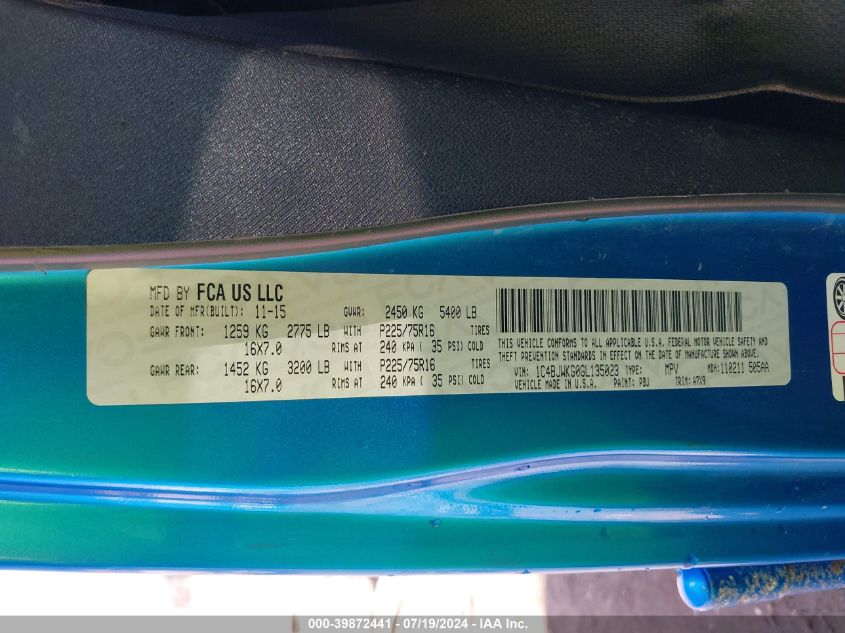 MFD BY FCA US LLC
DATE OF MFR(BUILT): 11-15 GVWR: 2450 KG 5400 LB
GAWR FRONT: 1259 KG 2775 LB WITH P225/75R16 TIRES
16X7.0 RIMS AT 240 KPA ( 35 PSI) COLD
GAWR REAR: 1452 KG 3200 LB WITH P225/75R16 TIRES
16X7.0 RIMS AT 240 KPA ( 35 PSI) COLD
THIS VEHICLE CONFORMS TO ALL APPLICABLE U.S.A. FEDERAL MOTOR VEHICLE SAFETY AND
THEFT PREVENTION STANDARDS IN EFFECT ON THE DATE OF MANUFACTURE SHOWN ABOVE.
VIN: 1C4BJWKG0GL135023 TYPE: MPV MDH:110211 505AA
VEHICLE MADE IN U.S.A. PAINT: PBJ TRIM: A7V9
000-39872441 - 07/19/2024 - IAA Inc.